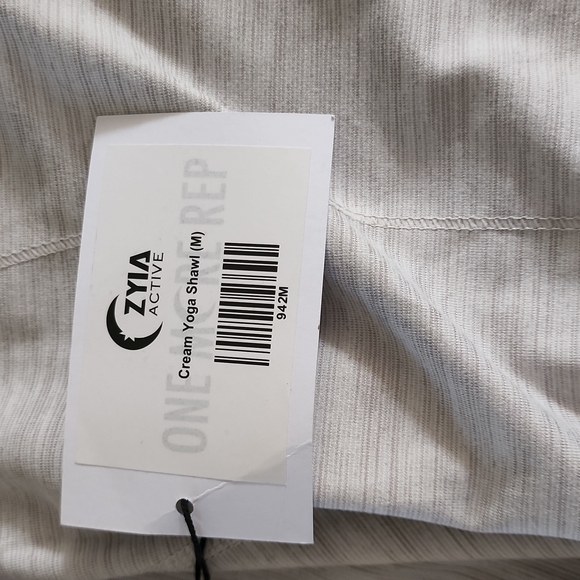 ZYIA
ACTIVE
Cream Yoga Shawl (M)
942M
ONE MORE REP